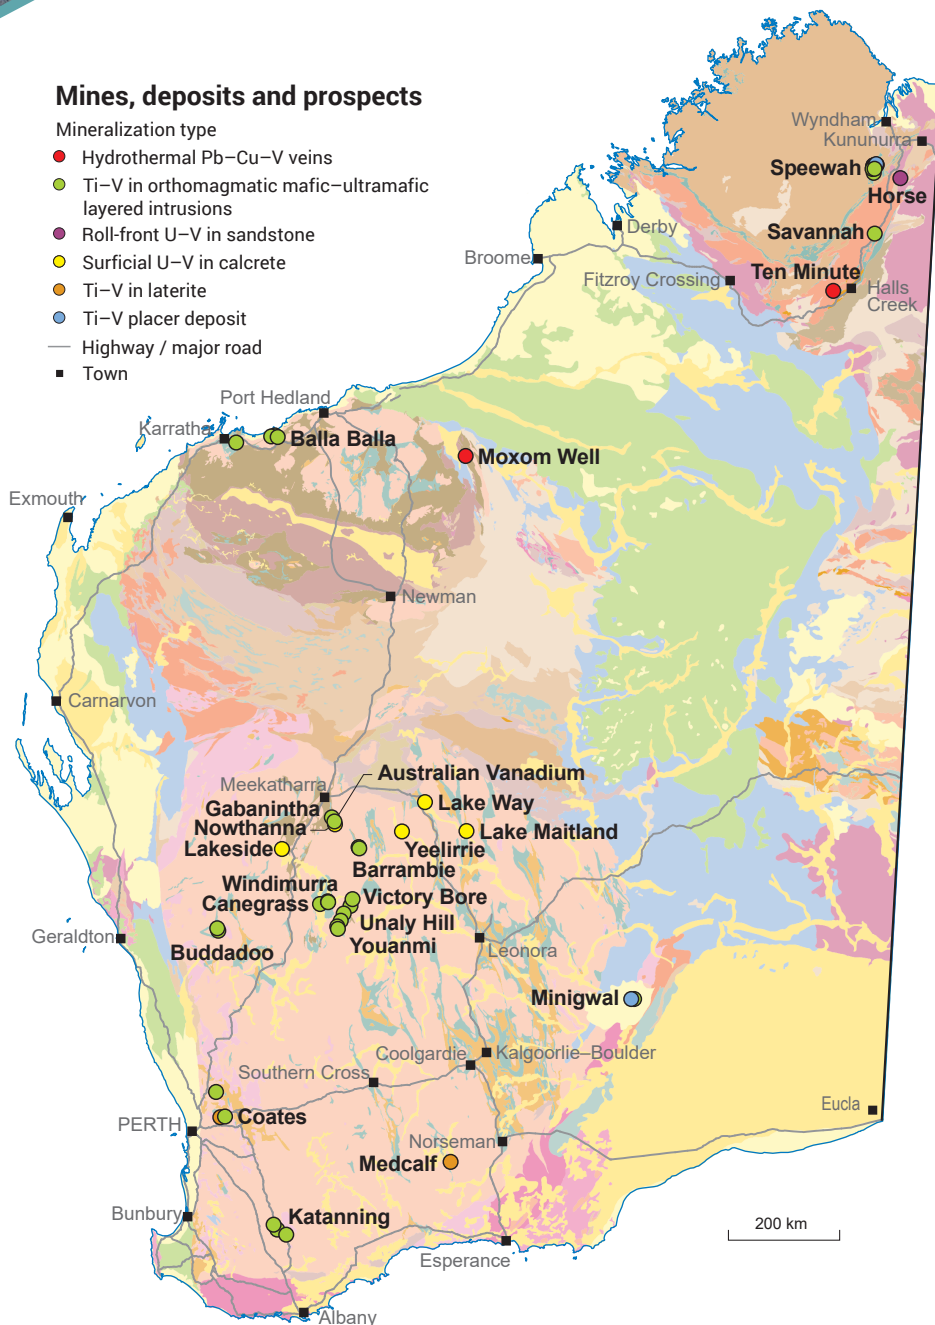 Mines, deposits and prospects
Mineralization type
Hydrothermal Pb–Cu–V veins
Ti–V in orthomagmatic mafic–ultramafic
layered intrusions
Roll-front U–V in sandstone
Surficial U–V in calcrete
Ti–V in laterite
Ti–V placer deposit
Highway / major road
Town
Wyndham
Kununurra
Speewah
Horse
Derby
Savannah
Broome
Ten Minute
Fitzroy Crossing
Halls
Creek
Port Hedland
Karratha
Balla Balla
Moxom Well
Exmouth
Newman
Carnarvon
Australian Vanadium
Meekatharra
Gabanintha
Lake Way
Nowthanna
Lake Maitland
Lakeside
Yeelirrie
Barrambie
Windimurra
Victory Bore
Canegrass
Unaly Hill
Geraldton
Youanmi
Buddadoo
Leonora
Minigwal
Coolgardie
Kalgoorlie–Boulder
Southern Cross
Eucla
Coates
PERTH
Norseman
Medcalf
Bunbury
Katanning
200 km
Esperance
Albany